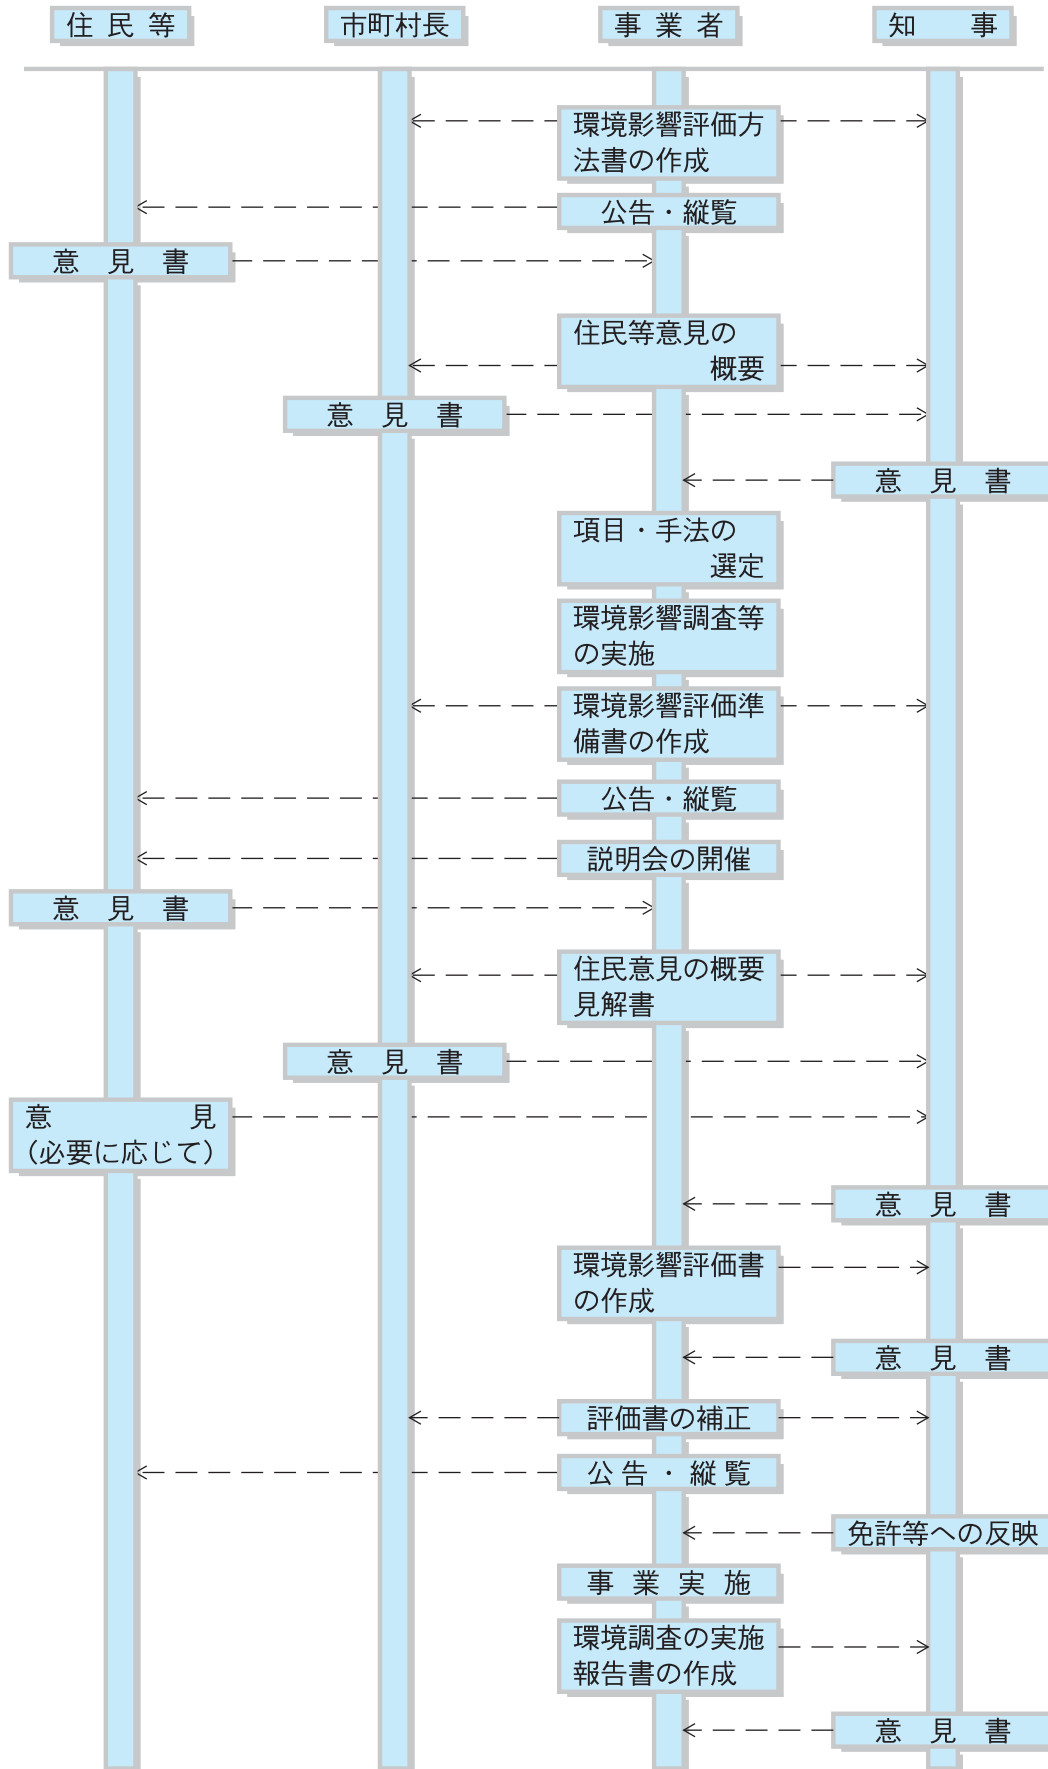 住民等
市町村長
事業者
知事
環境影響評価方
法書の作成
公告・縦覧
意見書
住民等意見の
概要
意見書
意見書
項目・手法の
選定
環境影響調査等
の実施
環境影響評価準
備書の作成
公告・縦覧
説明会の開催
意見書
住民意見の概要
見解書
意見書
意見
（必要に応じて）
意見書
環境影響評価書
の作成
意見書
評価書の補正
公告・縦覧
免許等への反映
事業実施
環境調査の実施
報告書の作成
意見書